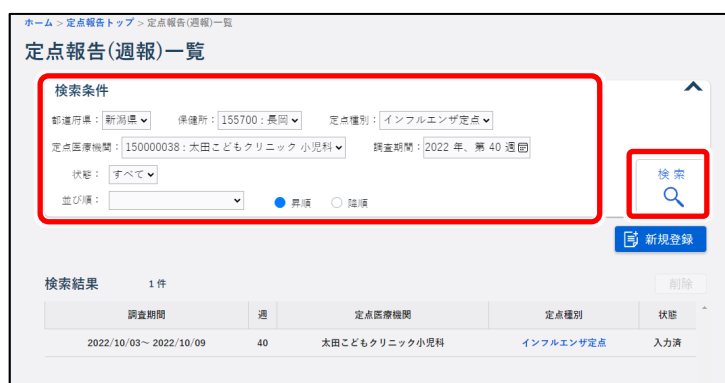 ホーム > 定点報告トップ > 定点報告(週報)一覧
定点報告(週報)一覧
検索条件
都道府県： 新潟県 保健所： 155700：長岡 定点種別： インフルエンザ定点
定点医療機関： 150000038：太田こどもクリニック 小児科 調査期間： 2022 年、第 40 週
状態： すべて
検索
並び順： 昇順 降順
新規登録
検索結果 1 件 削除
調査期間 週 定点医療機関 定点種別 状態
2022/10/03～ 2022/10/09 40 太田こどもクリニック小児科 インフルエンザ定点 入力済